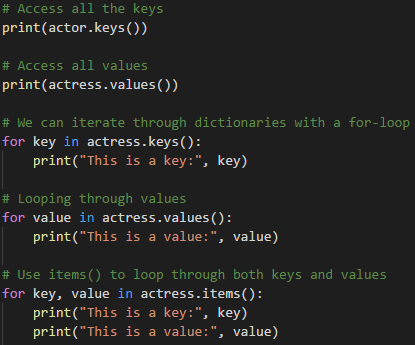 # Access all the keys
print(actor.keys())
# Access all values
print(actress.values())
# We can iterate through dictionaries with a for-loop
for key in actress.keys():
    print("This is a key:", key)
# Looping through values
for value in actress.values():
    print("This is a value:", value)
# Use items() to loop through both keys and values
for key, value in actress.items():
    print("This is a key:", key)
    print("This is a value:", value)